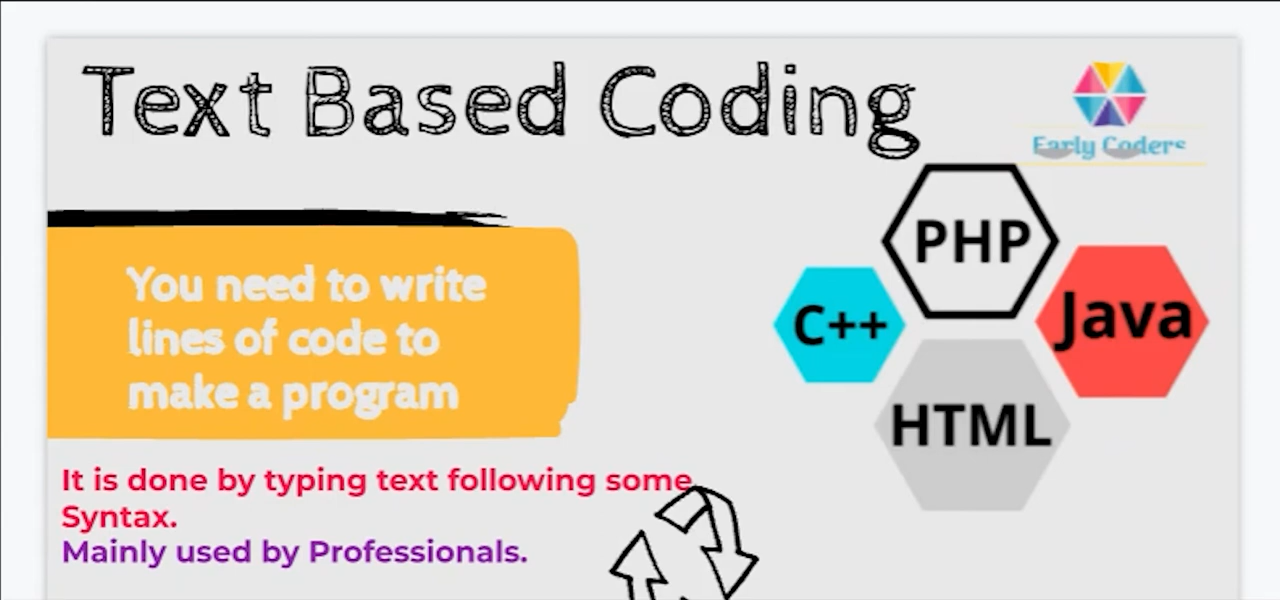 Text Based Coding
Early Coders
You need to write
lines of code to
make a program
PHP
C++
Java
HTML
It is done by typing text following some
Syntax.
Mainly used by Professionals.